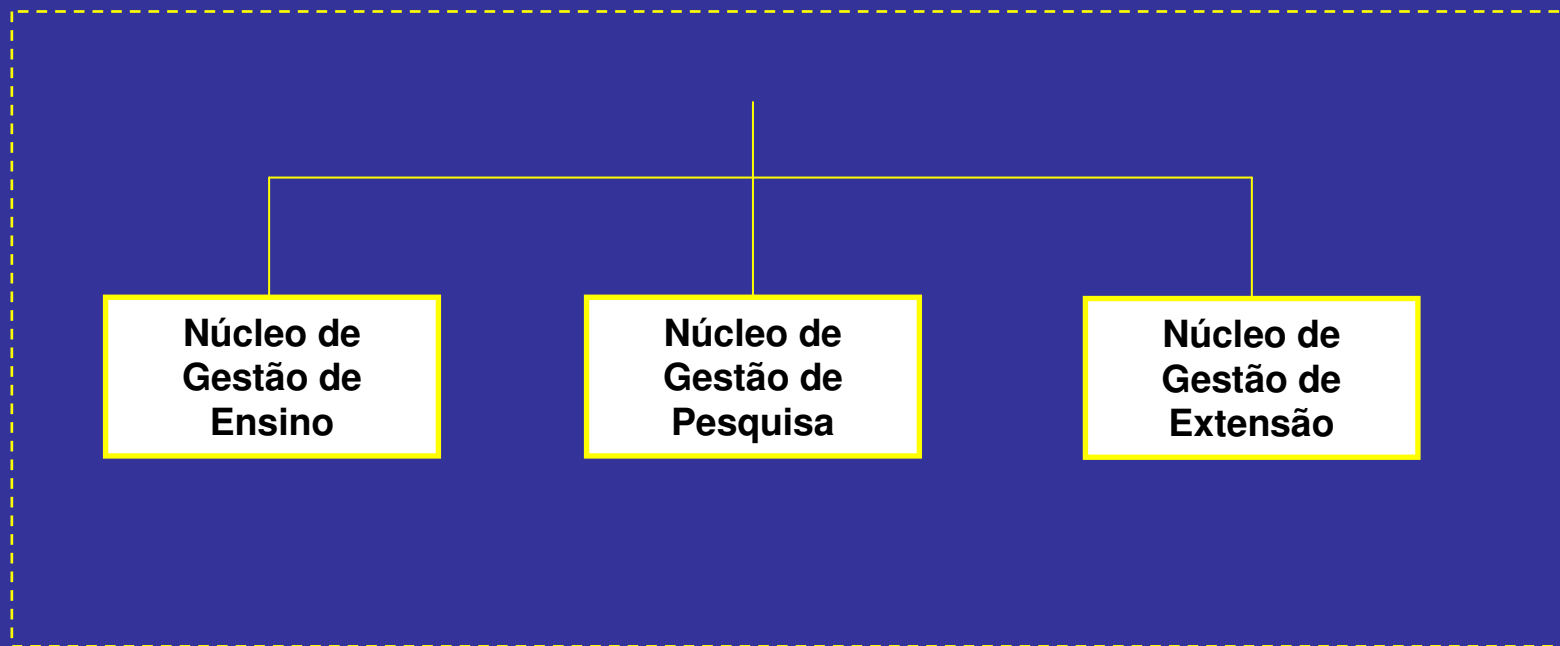 Núcleo de
Gestão de
Ensino
Núcleo de
Gestão de
Pesquisa
Núcleo de
Gestão de
Extensão